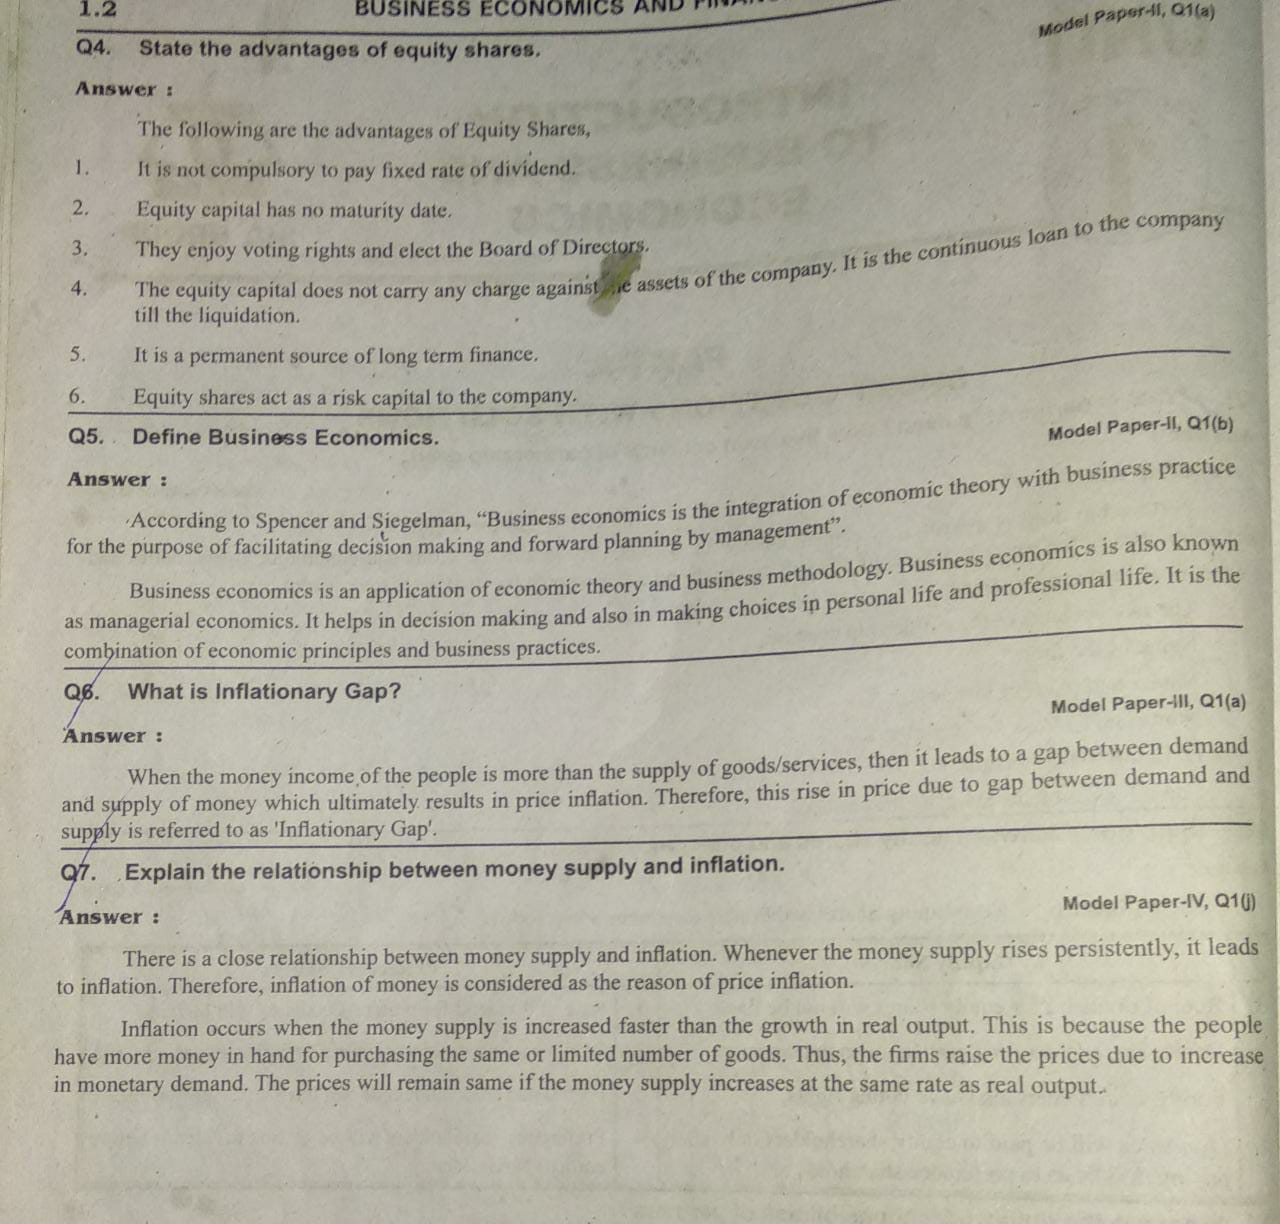 1.2
BUSINESS ECONOMICS AND
Model Paper-II, Q1(a)
Q4. State the advantages of equity shares.
Answer :
The following are the advantages of Equity Shares,
1. It is not compulsory to pay fixed rate of dividend.
2. Equity capital has no maturity date.
3. They enjoy voting rights and elect the Board of Directors.
4. The equity capital does not carry any charge against assets of the company. It is the continuous loan to the company
till the liquidation.
5. It is a permanent source of long term finance.
6. Equity shares act as a risk capital to the company.
Q5. Define Business Economics.
Model Paper-II, Q1(b)
Answer :
According to Spencer and Siegelman, “Business economics is the integration of economic theory with business practice
for the purpose of facilitating decision making and forward planning by management”.
Business economics is an application of economic theory and business methodology. Business economics is also known
as managerial economics. It helps in decision making and also in making choices in personal life and professional life. It is the
combination of economic principles and business practices.
Q6. What is Inflationary Gap?
Model Paper-III, Q1(a)
Answer :
When the money income of the people is more than the supply of goods/services, then it leads to a gap between demand
and supply of money which ultimately results in price inflation. Therefore, this rise in price due to gap between demand and
supply is referred to as 'Inflationary Gap'.
Q7. Explain the relationship between money supply and inflation.
Model Paper-IV, Q1(j)
Answer :
There is a close relationship between money supply and inflation. Whenever the money supply rises persistently, it leads
to inflation. Therefore, inflation of money is considered as the reason of price inflation.
Inflation occurs when the money supply is increased faster than the growth in real output. This is because the people
have more money in hand for purchasing the same or limited number of goods. Thus, the firms raise the prices due to increase
in monetary demand. The prices will remain same if the money supply increases at the same rate as real output.